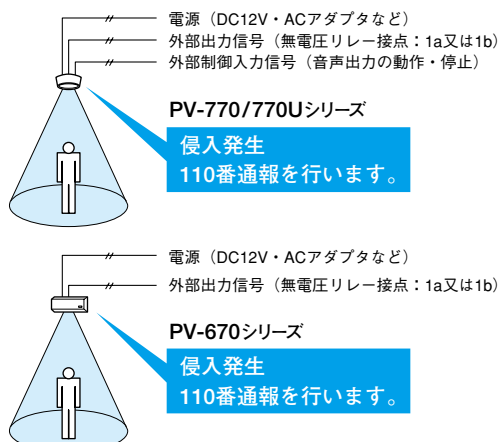 電源（DC12V・ACアダプタなど）
外部出力信号（無電圧リレー接点：1a又は1b）
外部制御入力信号（音声出力の動作・停止）
PV-770/770Uシリーズ
侵入発生
110番通報を行います。
電源（DC12V・ACアダプタなど）
外部出力信号（無電圧リレー接点：1a又は1b）
PV-670シリーズ
侵入発生
110番通報を行います。